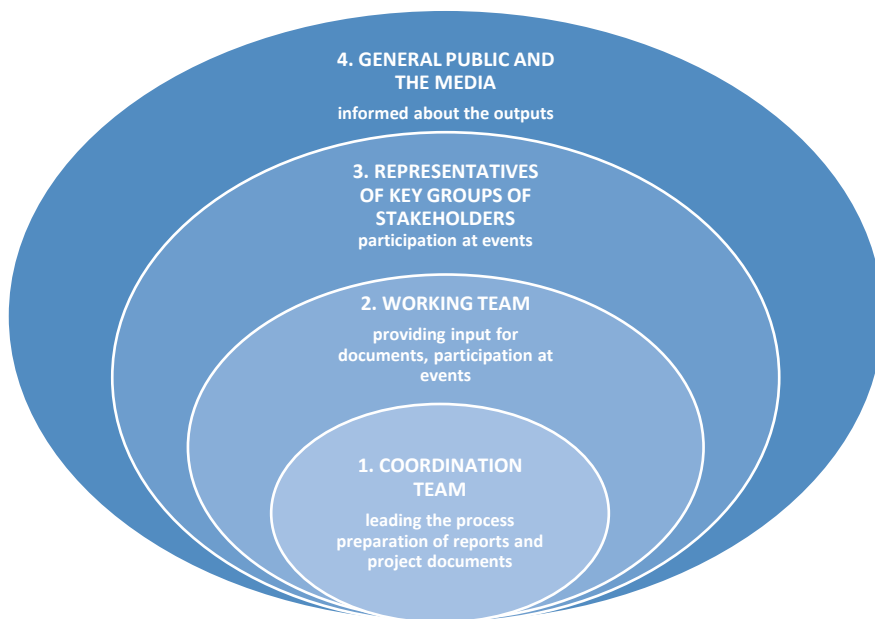 4. GENERAL PUBLIC AND
THE MEDIA
informed about the outputs
3. REPRESENTATIVES
OF KEY GROUPS OF
STAKEHOLDERS
participation at events
2. WORKING TEAM
providing input for
documents, participation at
events
1. COORDINATION
TEAM
leading the process
preparation of reports and
project documents